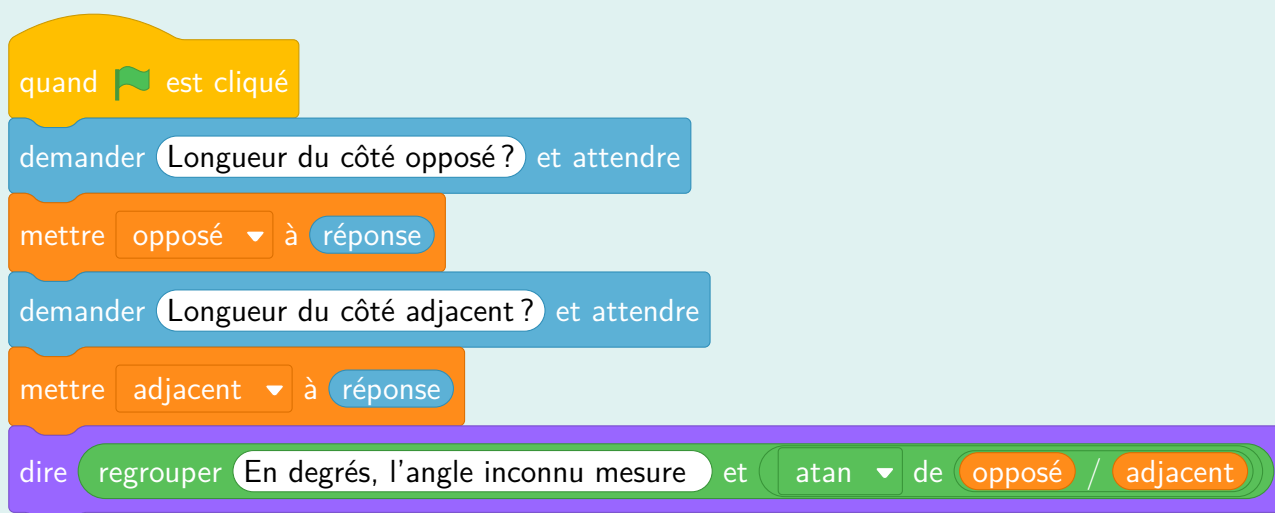 quand est cliqué
demander Longueur du côté opposé ? et attendre
mettre opposé à réponse
demander Longueur du côté adjacent ? et attendre
mettre adjacent à réponse
dire regrouper En degrés, l'angle inconnu mesure et atan de opposé / adjacent